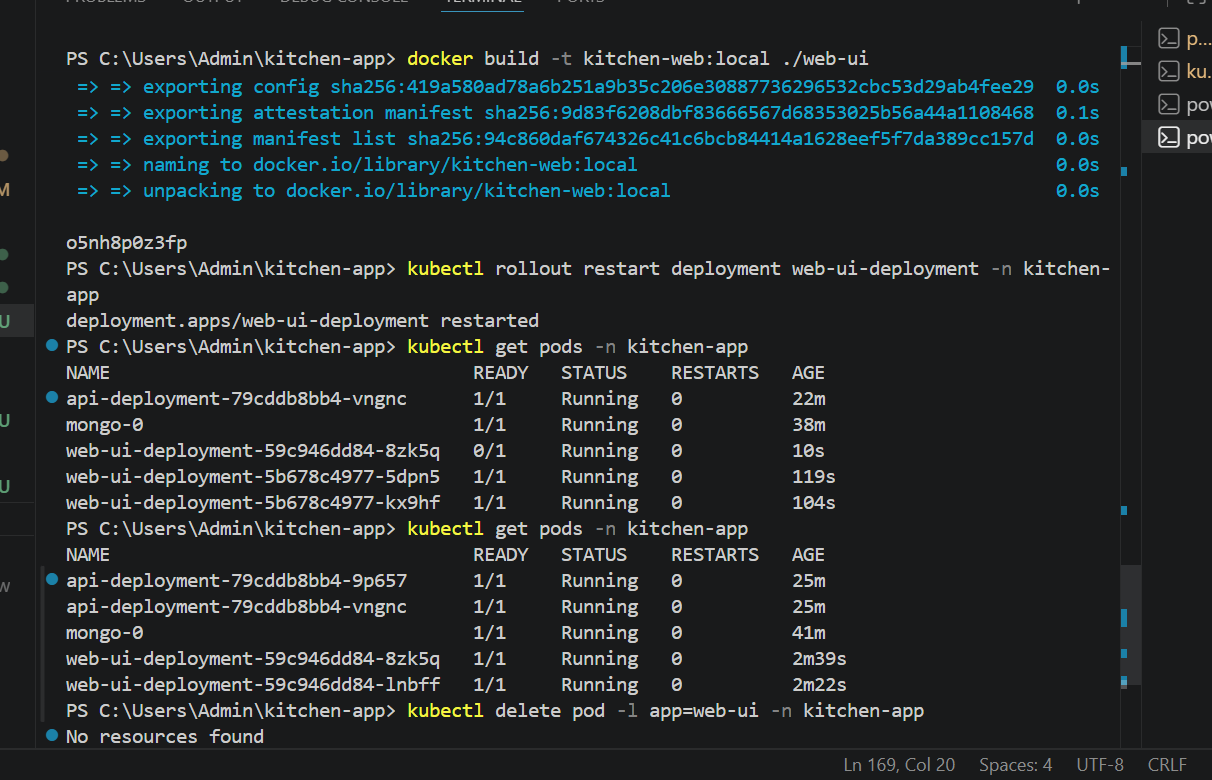 PROBLEMS OUTPUT DEBUG CONSOLE TERMINAL PORTS
PS C:\Users\Admin\kitchen-app> docker build -t kitchen-web:local ./web-ui
=> => exporting config sha256:419a580ad78a6b251a9b35c206e30887736296532cbc53d29ab4fee29 0.0s
=> => exporting attestation manifest sha256:9d83f6208dbf83666567d68353025b56a44a1108468 0.1s
=> => exporting manifest list sha256:94c860daf674326c41c6bcb84414a1628eef5f7da389cc157d 0.0s
=> => naming to docker.io/library/kitchen-web:local 0.0s
=> => unpacking to docker.io/library/kitchen-web:local 0.0s
o5nh8p0z3fp
PS C:\Users\Admin\kitchen-app> kubectl rollout restart deployment web-ui-deployment -n kitchen-
app
deployment.apps/web-ui-deployment restarted
PS C:\Users\Admin\kitchen-app> kubectl get pods -n kitchen-app
NAME READY STATUS RESTARTS AGE
api-deployment-79cddb8bb4-vngnc 1/1 Running 0 22m
mongo-0 1/1 Running 0 38m
web-ui-deployment-59c946dd84-8zk5q 0/1 Running 0 10s
web-ui-deployment-5b678c4977-5dpn5 1/1 Running 0 119s
web-ui-deployment-5b678c4977-kx9hf 1/1 Running 0 104s
PS C:\Users\Admin\kitchen-app> kubectl get pods -n kitchen-app
NAME READY STATUS RESTARTS AGE
api-deployment-79cddb8bb4-9p657 1/1 Running 0 25m
api-deployment-79cddb8bb4-vngnc 1/1 Running 0 25m
mongo-0 1/1 Running 0 41m
web-ui-deployment-59c946dd84-8zk5q 1/1 Running 0 2m39s
web-ui-deployment-59c946dd84-lnbff 1/1 Running 0 2m22s
PS C:\Users\Admin\kitchen-app> kubectl delete pod -l app=web-ui -n kitchen-app
No resources found
M
U
U
U
p...
ku.
pov
pov
Ln 169, Col 20 Spaces: 4 UTF-8 CRLF